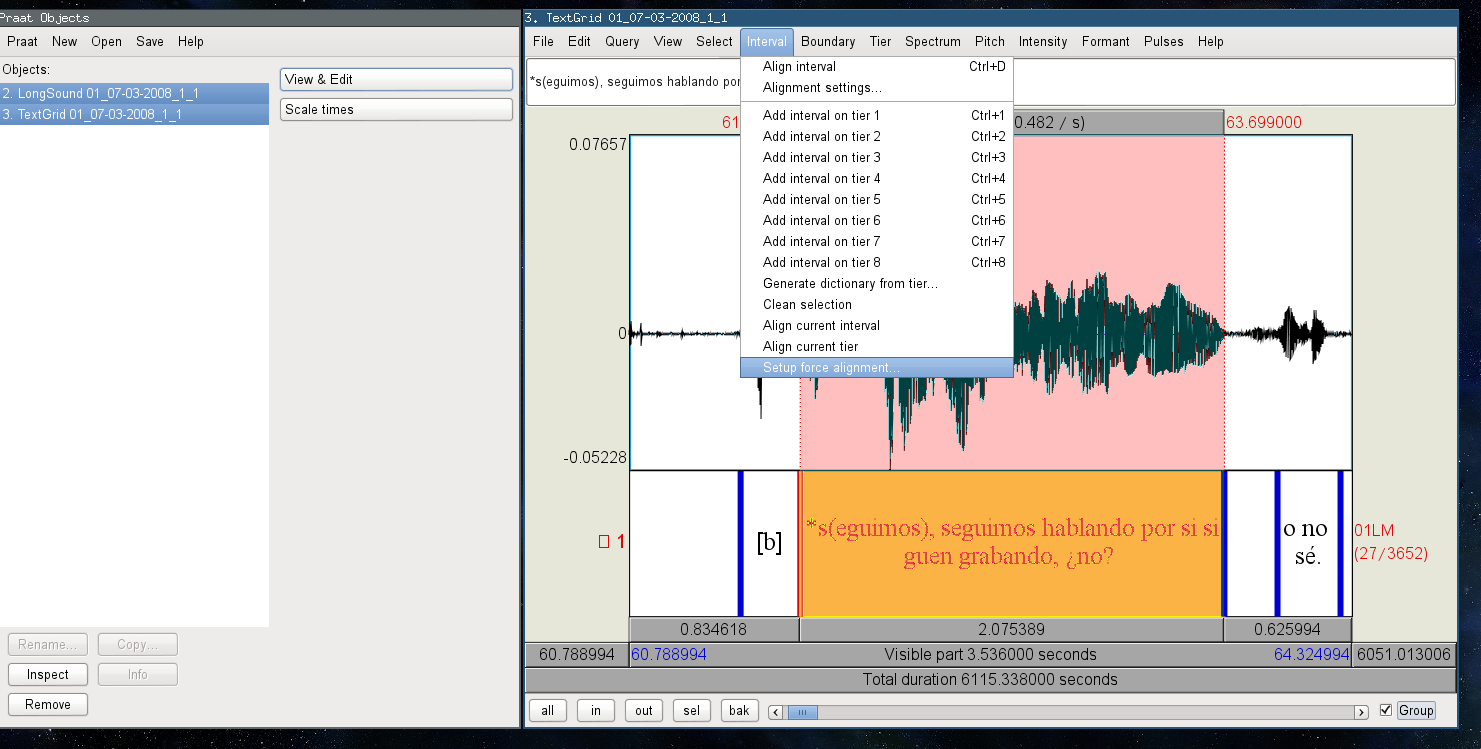 Praat Objects
Praat New Open Save Help
Objects:
2. LongSound 01_07-03-2008_1_1
3. TextGrid 01_07-03-2008_1_1
View & Edit
Scale times
Rename... Copy...
Inspect Info
Remove
3. TextGrid 01_07-03-2008_1_1
File Edit Query View Select Interval Boundary Tier Spectrum Pitch Intensity Formant Pulses Help
*s(eguimos), seguimos hablando por
Align interval Ctrl+D
Alignment settings...
Add interval on tier 1 Ctrl+1
Add interval on tier 2 Ctrl+2
Add interval on tier 3 Ctrl+3
Add interval on tier 4 Ctrl+4
Add interval on tier 5 Ctrl+5
Add interval on tier 6 Ctrl+6
Add interval on tier 7 Ctrl+7
Add interval on tier 8 Ctrl+8
Generate dictionary from tier...
Clean selection
Align current interval
Align current tier
Setup force alignment...
61 0.482 / s) 63.699000
0.07657
0
-0.05228
1
[b]
*s(eguimos), seguimos hablando por si si
guen grabando, ¿no?
o no
sé.
01LM
(27/3652)
0.834618 2.075389 0.625994
60.788994 60.788994 Visible part 3.536000 seconds 64.324994 6051.013006
Total duration 6115.338000 seconds
all in out sel bak Group